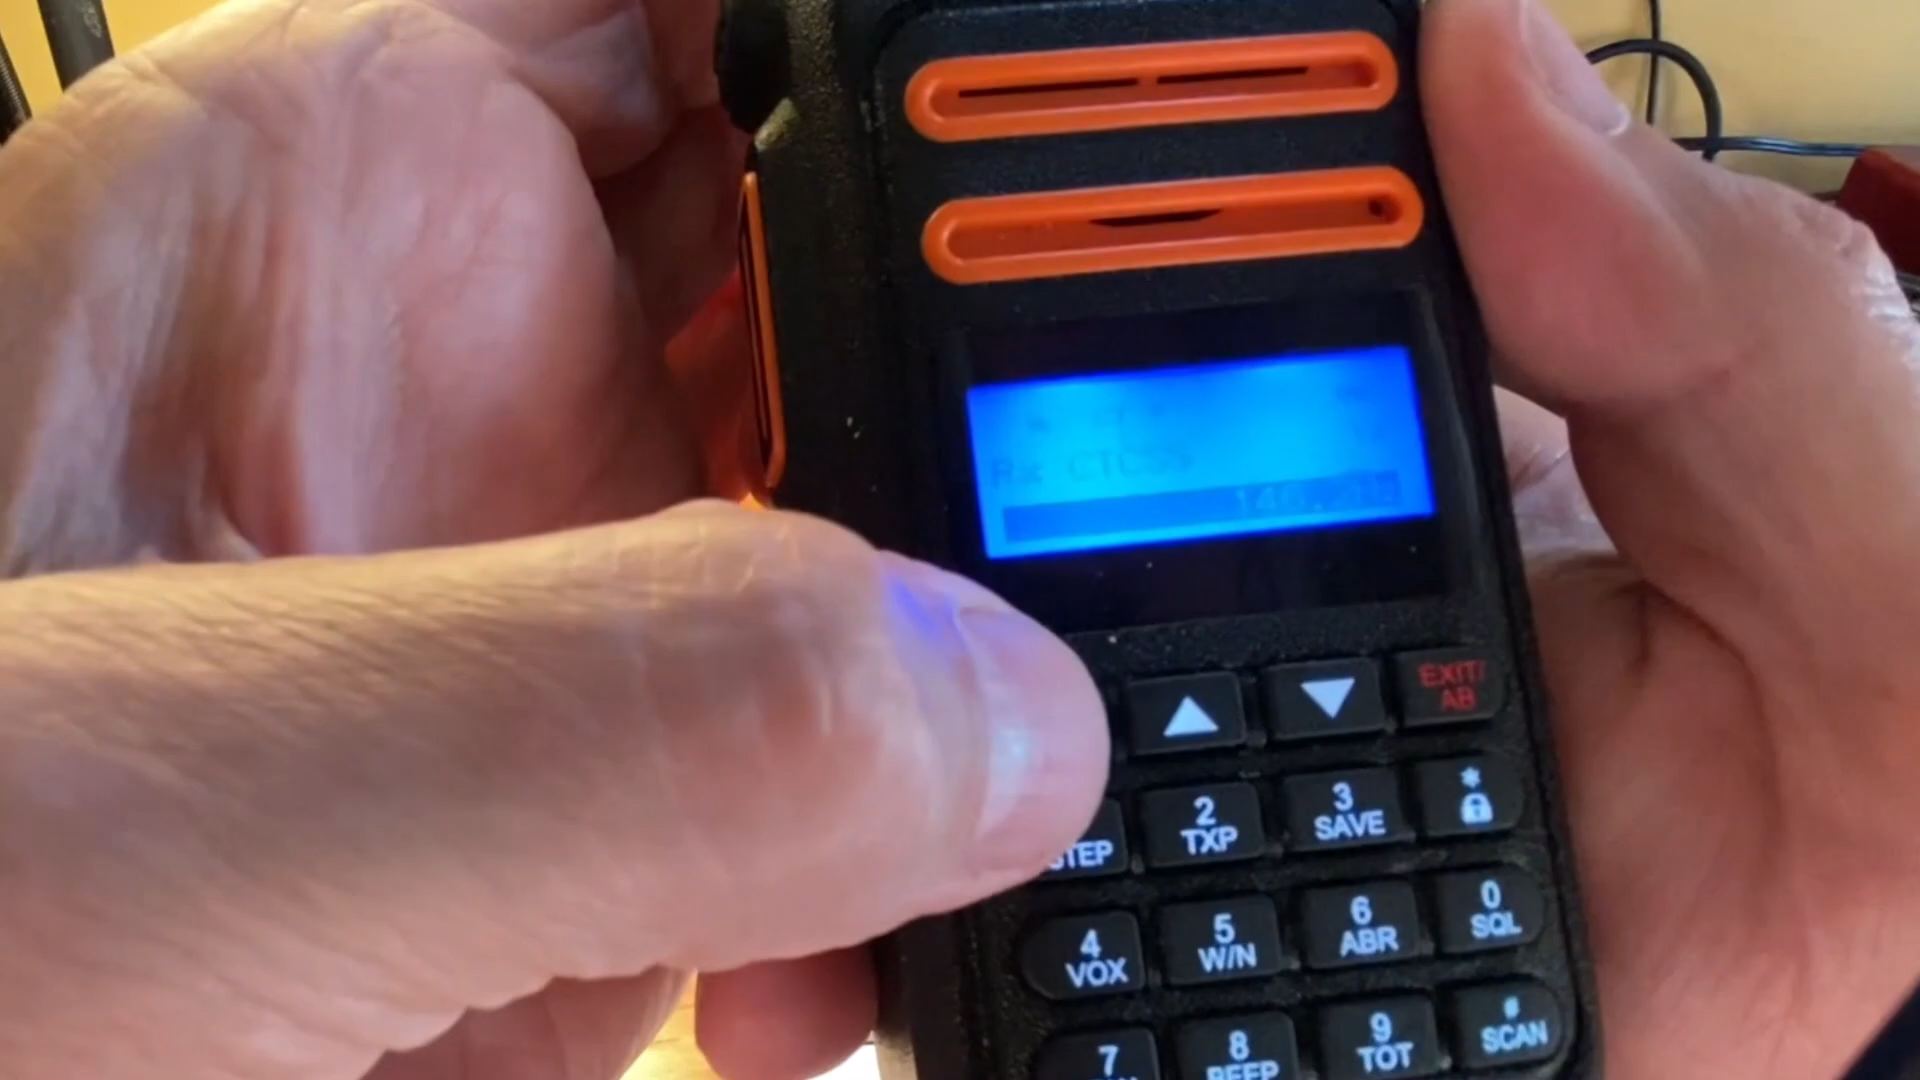 Rx CTCSS
EXIT/
AB
STEP
2
TXP
3
SAVE
*
4
VOX
5
W/N
6
ABR
0
SQL
7
8
BEEP
9
TOT
#
SCAN